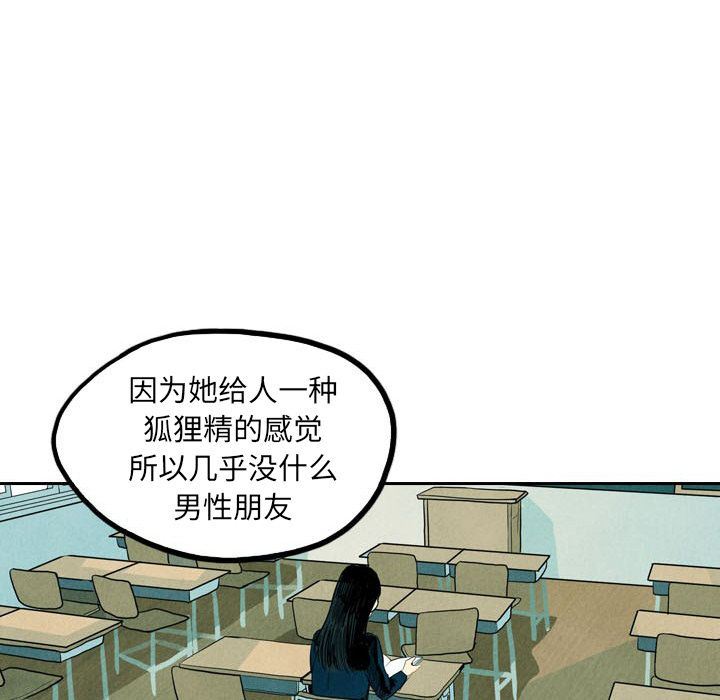 因为她给人一种
狐狸精的感觉
所以几乎没什么
男性朋友